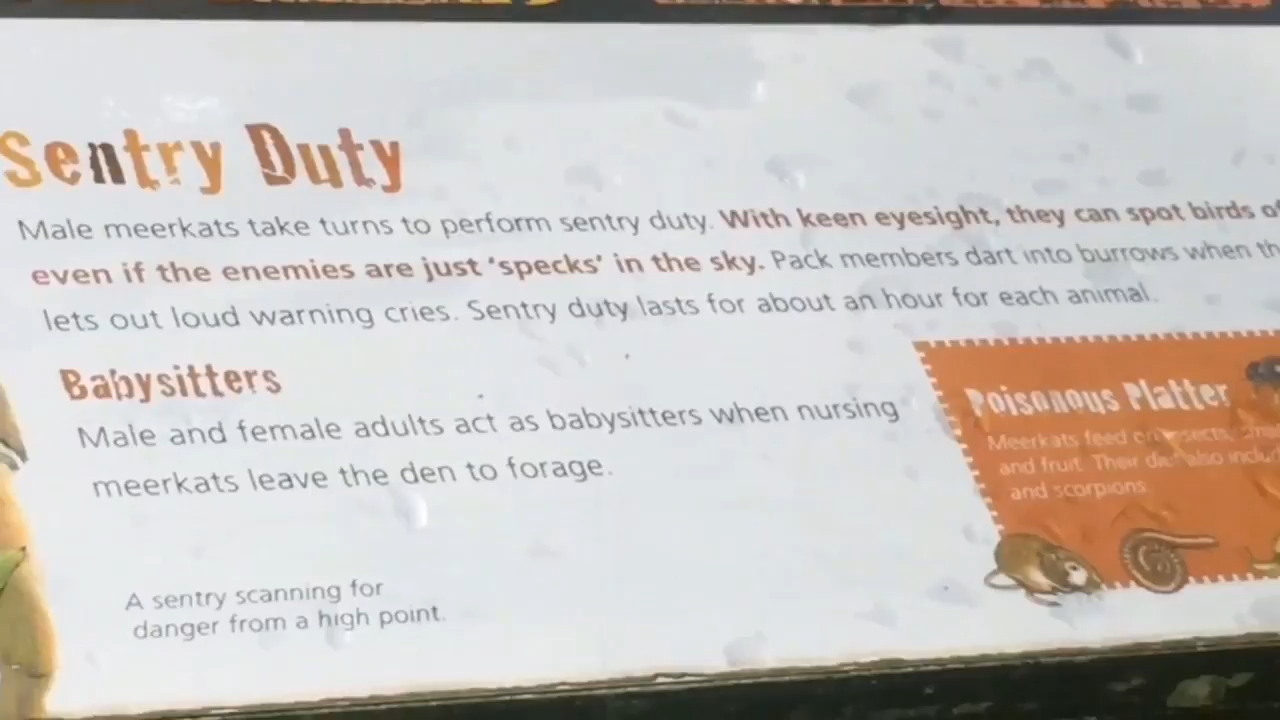 Sentry Duty
Male meerkats take turns to perform sentry duty. With keen eyesight, they can spot birds of
even if the enemies are just 'specks' in the sky. Pack members dart into burrows when
lets out loud warning cries. Sentry duty lasts for about an hour for each animal.
Babysitters
Male and female adults act as babysitters when nursing
meerkats leave the den to forage.
A sentry scanning for
danger from a high point.
Poisonous Platter
Meerkats feed on insects,
and fruit. Their diet also
and scorpions